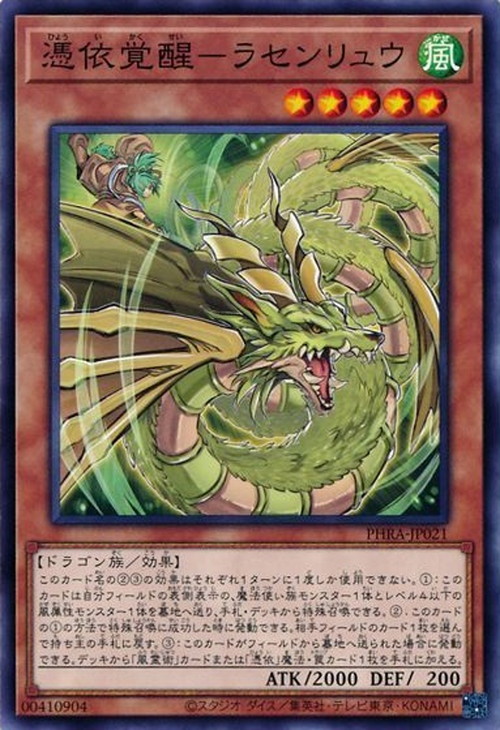 憑依覚醒－ラセンリュウ
風
PHRA-JP021
【ドラゴン族／効果】
このカード名の②③の効果はそれぞれ1ターンに1度しか使用できない。①：この
カードは自分フィールドの表側表示の、魔法使い族モンスター1体とレベル4以下の
風属性モンスター1体を墓地へ送り、手札・デッキから特殊召喚できる。②：このカード
の①の方法で特殊召喚に成功した時に発動できる。相手フィールドのカード1枚を選ん
で持ち主の手札に戻す。③：このカードがフィールドから墓地へ送られた場合に発動
できる。デッキから「風霊術」カードまたは「憑依」魔法・罠カード1枚を手札に加える。
ATK/2000 DEF/ 200
00410904 ©スタジオ・ダイス／集英社・テレビ東京・KONAMI